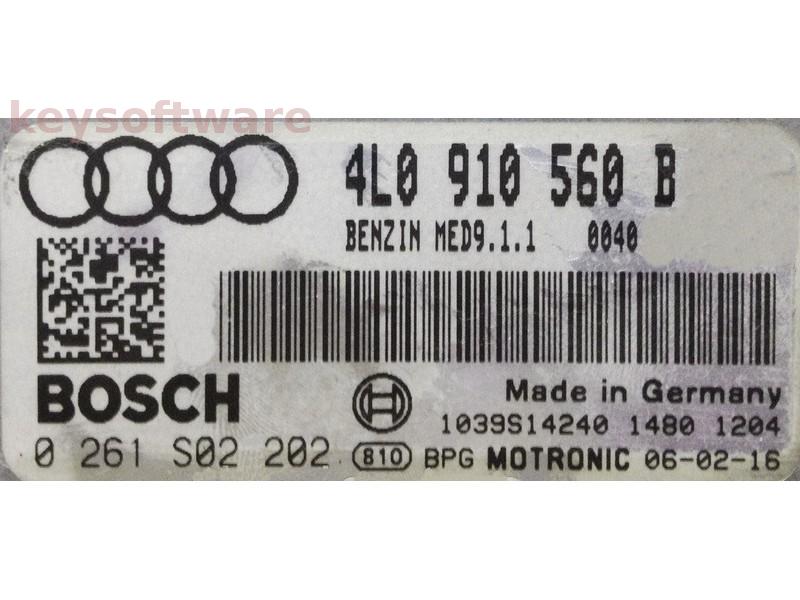 keysoftware
4L0 910 560 B
BENZIN MED9.1.1 0040
BOSCH
Made in Germany
1039S14240 1480 1204
0 261 S02 202 810 BPG MOTRONIC 06-02-16